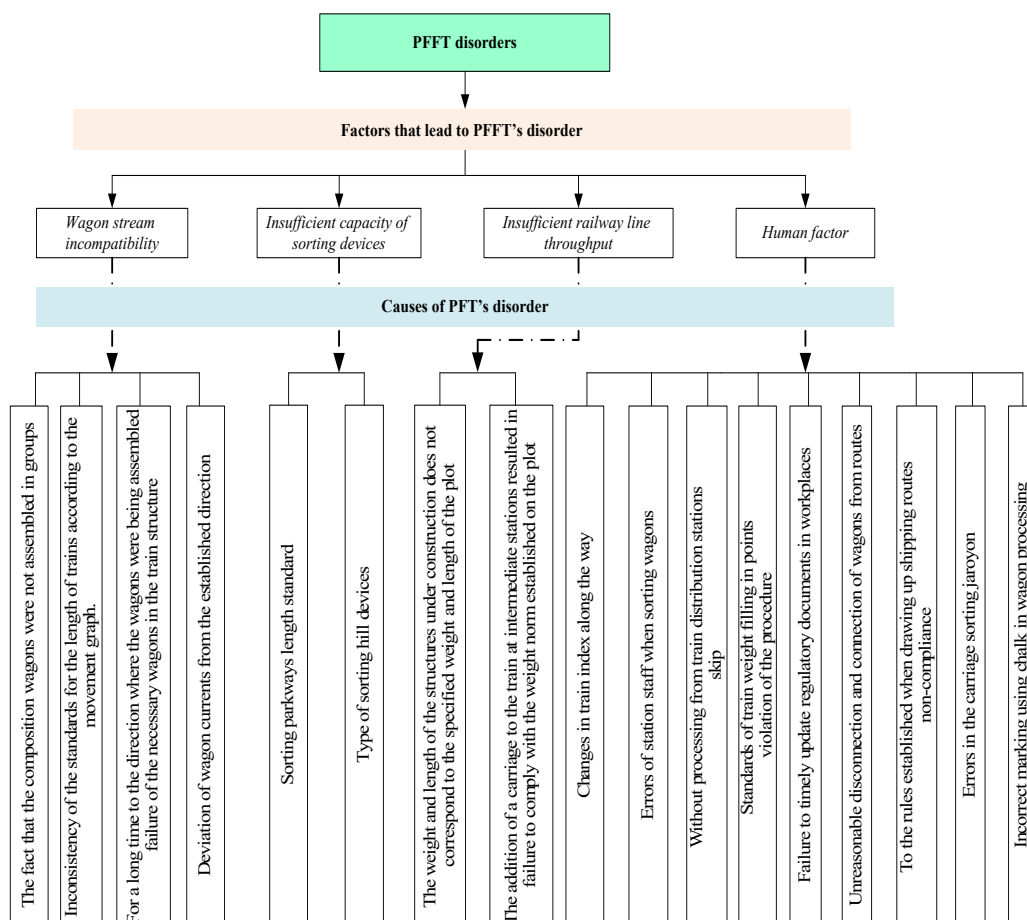 PFFT disorders
Factors that lead to PFFT's disorder
Wagon stream
incompatibility
Insufficient capacity of
sorting devices
Insufficient railway line
throughput
Human factor
Causes of PFT's disorder
The fact that the composition wagons were not assembled in groups
Inconsistency of the standards for the length of trains according to the
movement graph.
For a long time to the direction where the wagons were being assembled
failure of the necessary wagons in the train structure
Deviation of wagon currents from the established direction
Sorting parkways length standard
Type of sorting hill devices
The weight and length of the structures under construction does not
correspond to the specified weight and length of the plot
The addition of a carriage to the train at intermediate stations resulted in
failure to comply with the weight norm established on the plot
Changes in train index along the way
Errors of station staff when sorting wagons
Without processing from train distribution stations
skip
Standards of train weight filling in points
violation of the procedure
Failure to timely update regulatory documents in workplaces
Unreasonable disconnection and connection of wagons from routes
To the rules established when drawing up shipping routes
non-compliance
Errors in the carriage sorting jaroyon
Incorrect marking using chalk in wagon processing